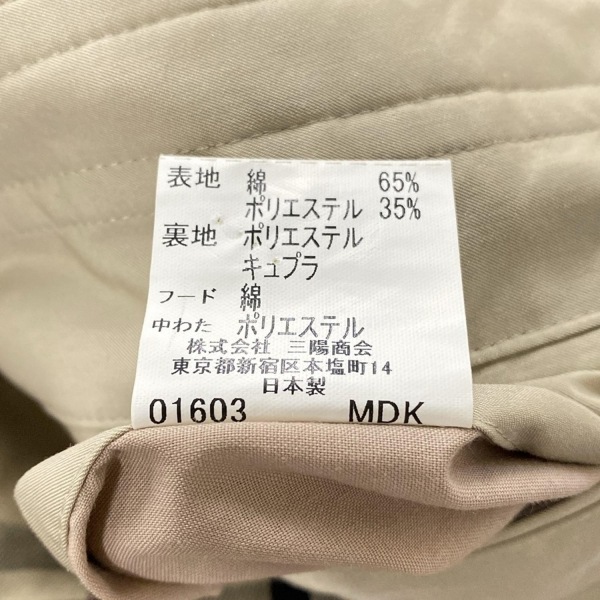 表地 綿 65%
ポリエステル 35%
裏地 ポリエステル
キュプラ
フード 綿
中わた ポリエステル
株式会社 三陽商会
東京都新宿区本塩町14
日本製
01603 MDK